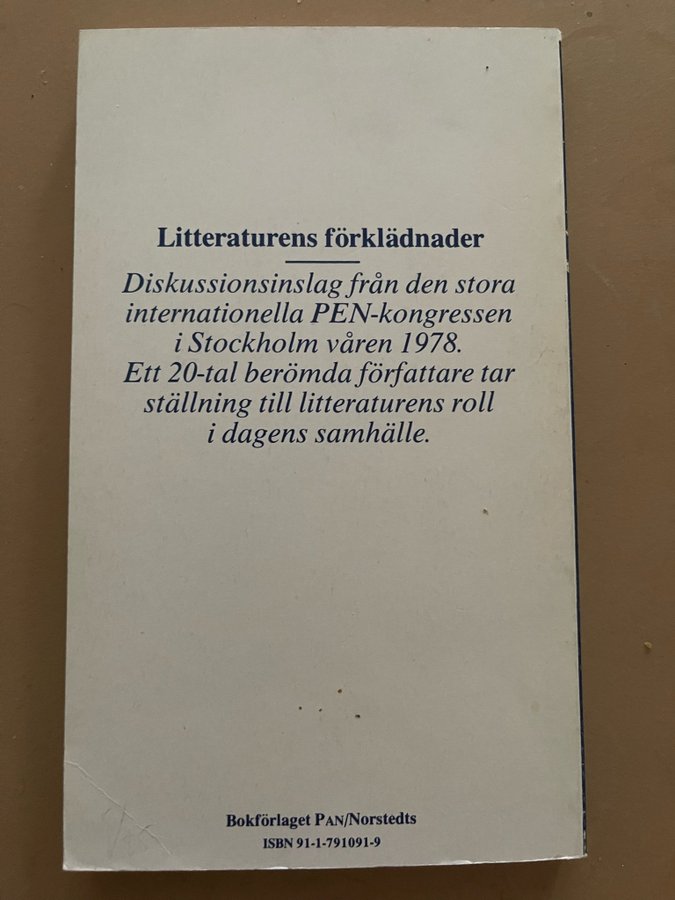 Litteraturens förklädnader
Diskussionsinslag från den stora
internationella PEN-kongressen
i Stockholm våren 1978.
Ett 20-tal berömda författare tar
ställning till litteraturens roll
i dagens samhälle.
Bokförlaget PAN/Norstedts
ISBN 91-1-791091-9